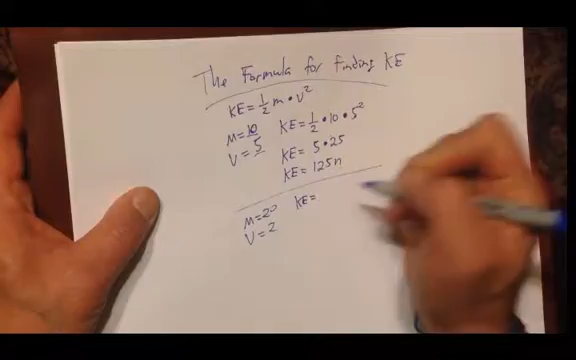 The Formula for finding KE
KE = 1/2 m • v²
M = 10 KE = 1/2 • 10 • 5²
V = 5 KE = 5 • 25
KE = 125n
M = 20 KE =
V = 2